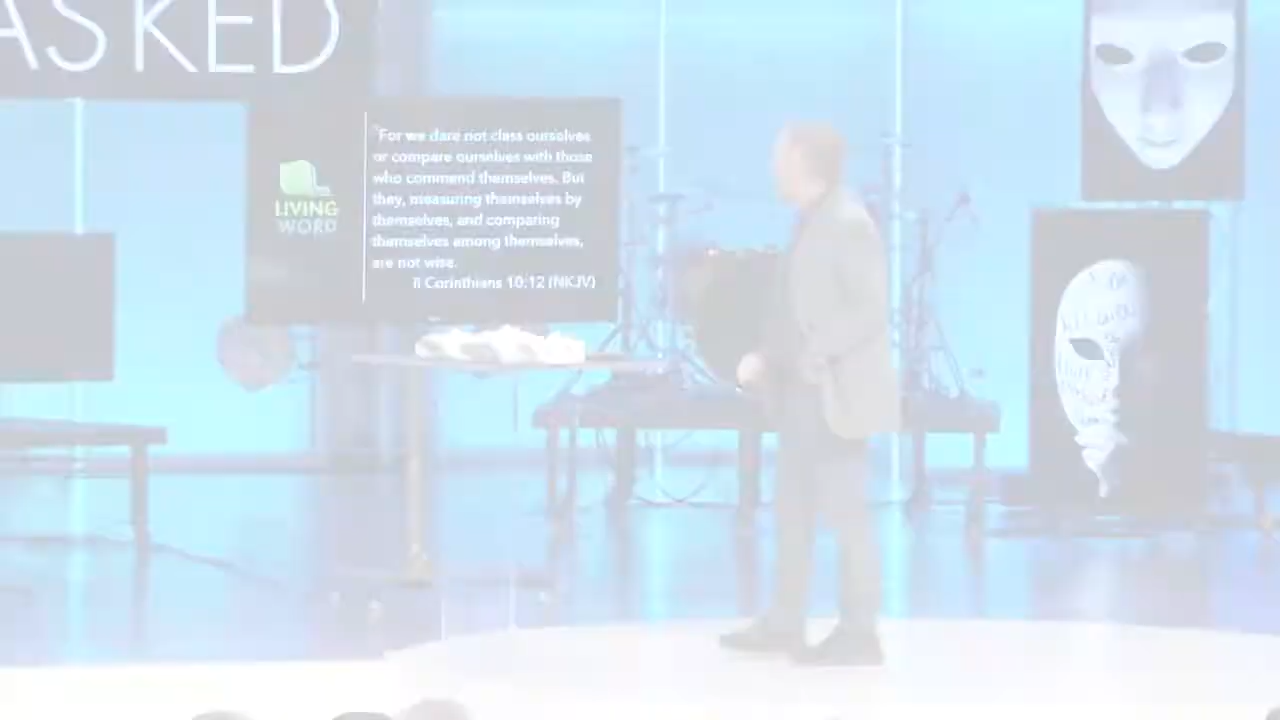 ASKED
"For we dare not class ourselves
or compare ourselves with those
who commend themselves. But
they, measuring themselves by
themselves, and comparing
themselves among themselves,
are not wise.
II Corinthians 10:12 (NKJV)
LIVING
WORD